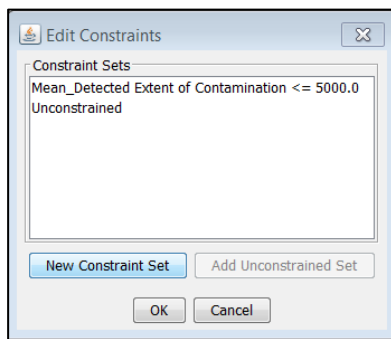 Edit Constraints
Constraint Sets
Mean_Detected Extent of Contamination <= 5000.0
Unconstrained
New Constraint Set Add Unconstrained Set
OK Cancel